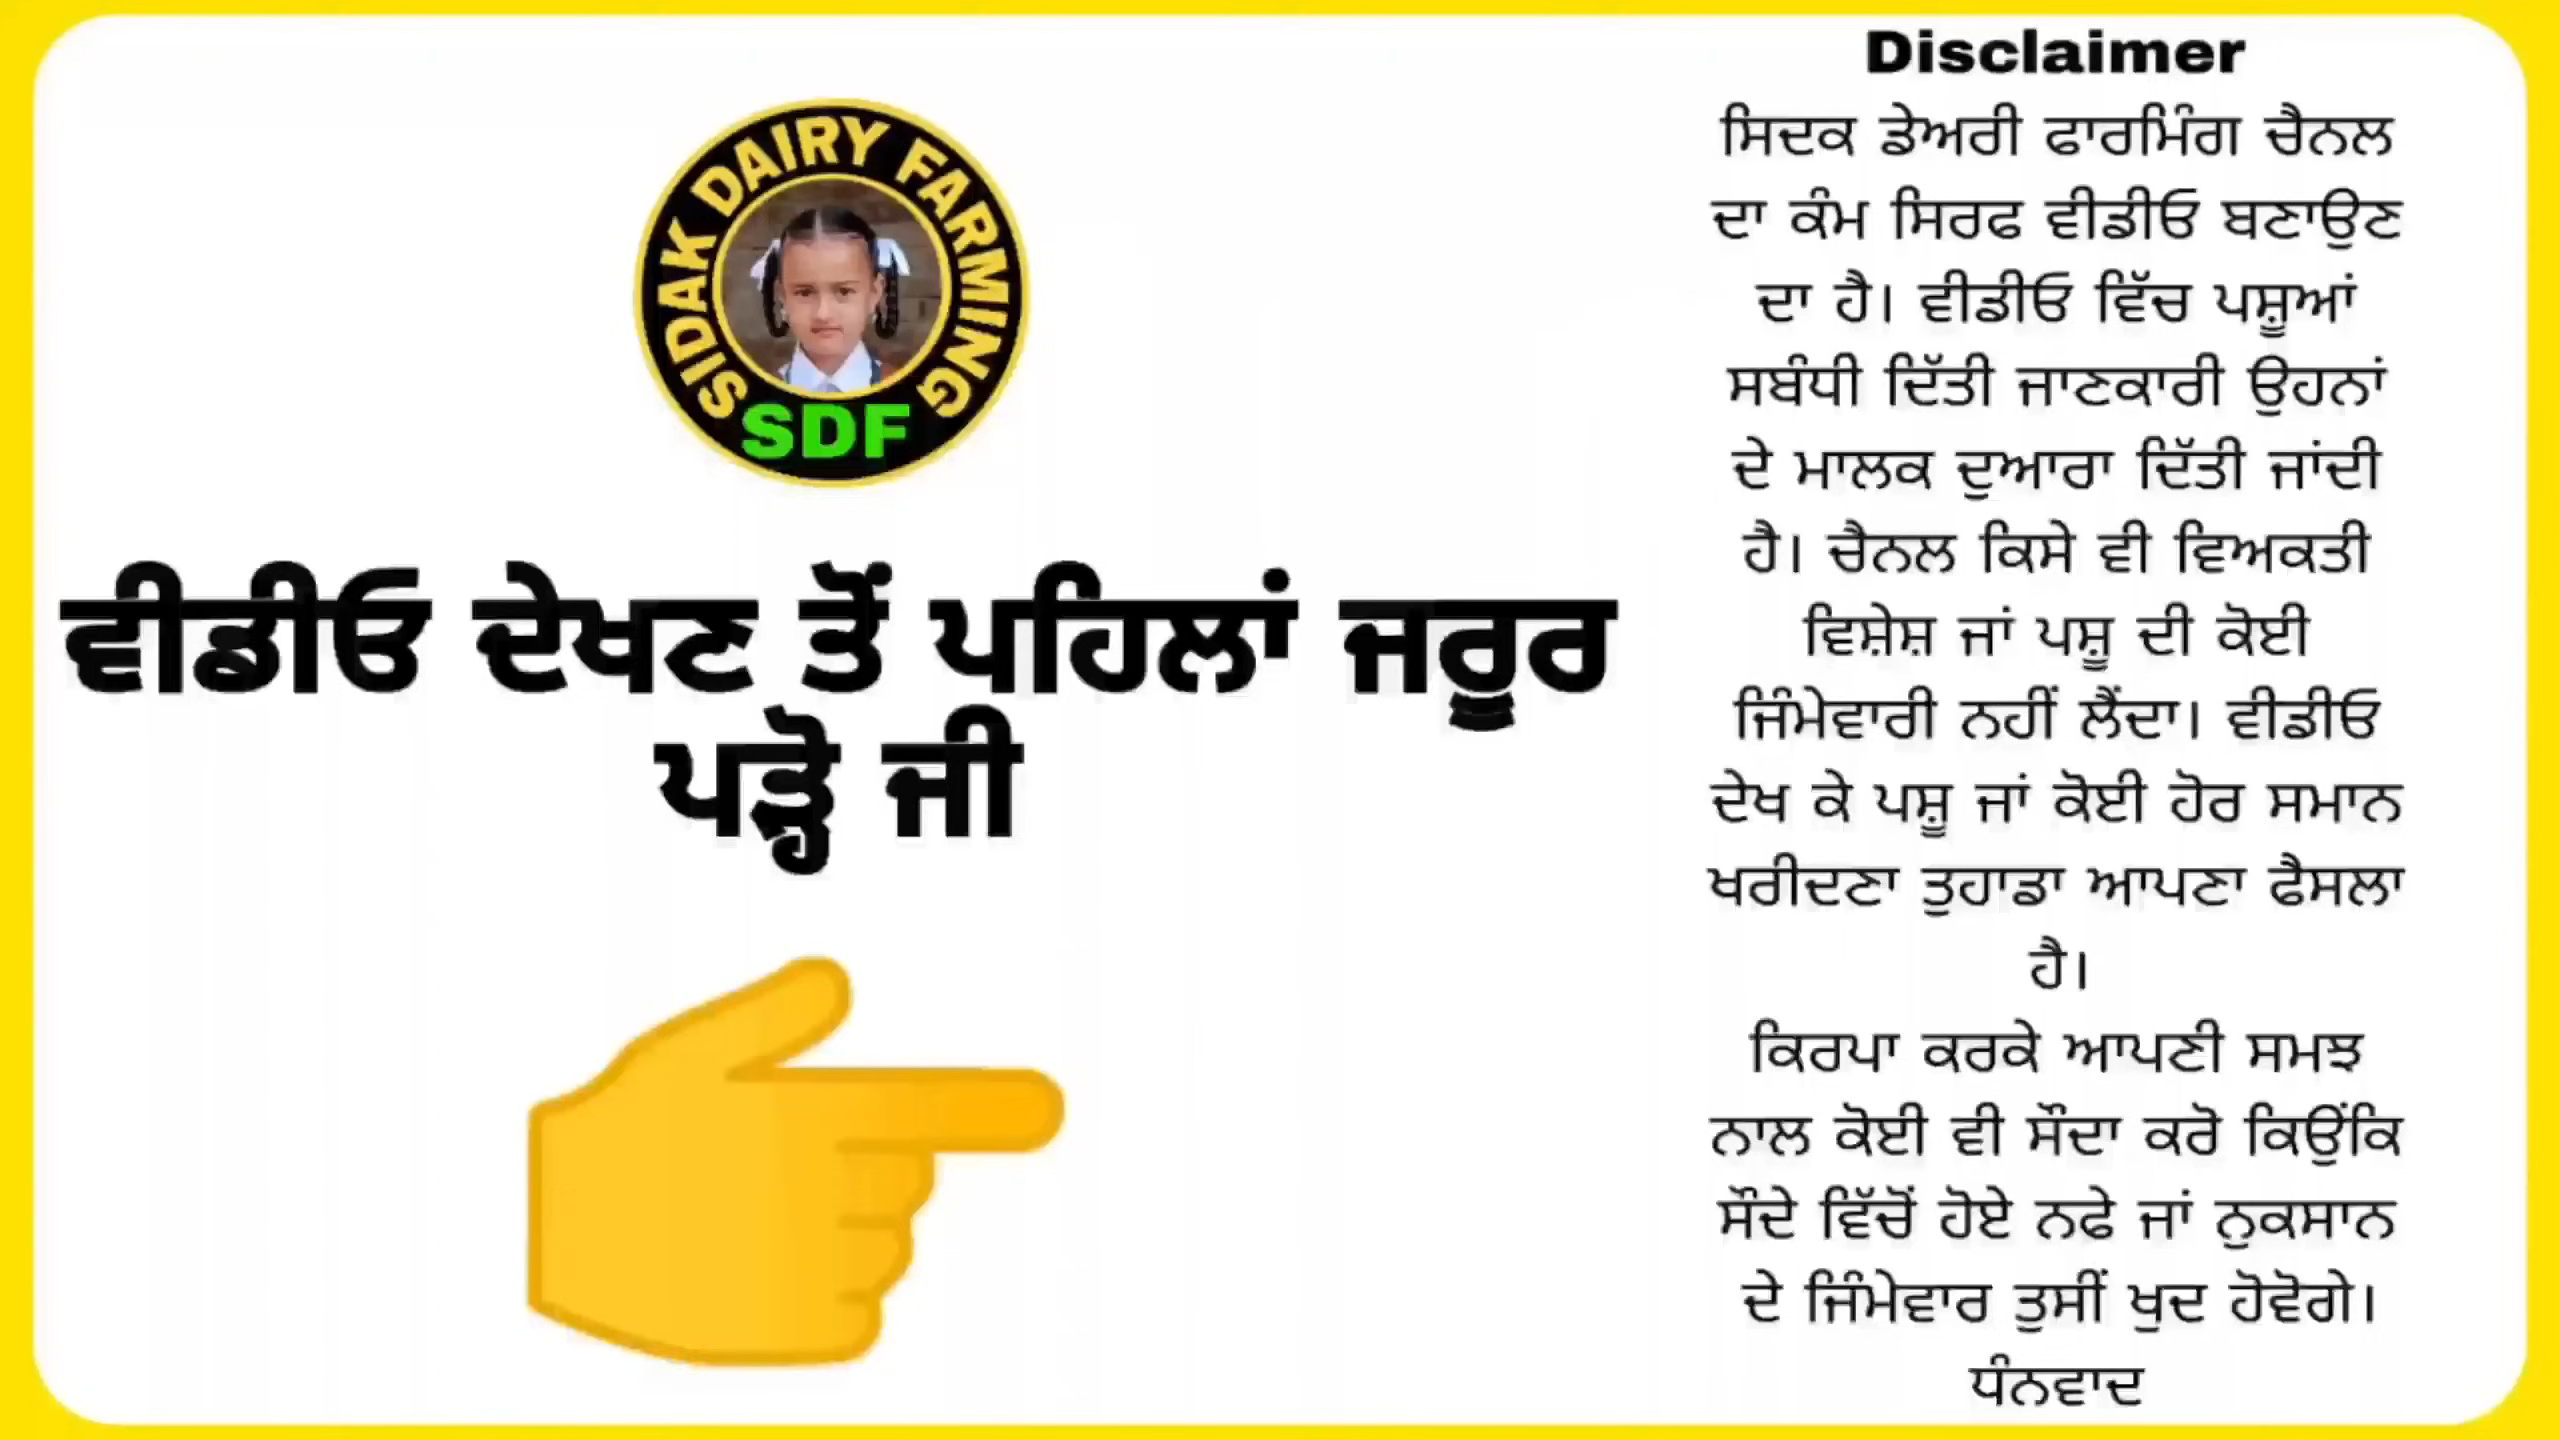 SIDAK DAIRY FARMING
SDF
ਵੀਡੀਓ ਦੇਖਣ ਤੋਂ ਪਹਿਲਾਂ ਜਰੂਰ
ਪੜ੍ਹੋ ਜੀ
Disclaimer
ਸਿਦਕ ਡੇਅਰੀ ਫਾਰਮਿੰਗ ਚੈਨਲ
ਦਾ ਕੰਮ ਸਿਰਫ ਵੀਡੀਓ ਬਣਾਉਣ
ਦਾ ਹੈ। ਵੀਡੀਓ ਵਿੱਚ ਪਸ਼ੂਆਂ
ਸਬੰਧੀ ਦਿੱਤੀ ਜਾਣਕਾਰੀ ਉਹਨਾਂ
ਦੇ ਮਾਲਕ ਦੁਆਰਾ ਦਿੱਤੀ ਜਾਂਦੀ
ਹੈ। ਚੈਨਲ ਕਿਸੇ ਵੀ ਵਿਅਕਤੀ
ਵਿਸ਼ੇਸ਼ ਜਾਂ ਪਸ਼ੂ ਦੀ ਕੋਈ
ਜਿੰਮੇਵਾਰੀ ਨਹੀਂ ਲੈਂਦਾ। ਵੀਡੀਓ
ਦੇਖ ਕੇ ਪਸ਼ੂ ਜਾਂ ਕੋਈ ਹੋਰ ਸਮਾਨ
ਖਰੀਦਣਾ ਤੁਹਾਡਾ ਆਪਣਾ ਫੈਸਲਾ
ਹੈ।
ਕਿਰਪਾ ਕਰਕੇ ਆਪਣੀ ਸਮਝ
ਨਾਲ ਕੋਈ ਵੀ ਸੌਦਾ ਕਰੋ ਕਿਉਂਕਿ
ਸੌਦੇ ਵਿੱਚੋਂ ਹੋਏ ਨਫੇ ਜਾਂ ਨੁਕਸਾਨ
ਦੇ ਜਿੰਮੇਵਾਰ ਤੁਸੀਂ ਖੁਦ ਹੋਵੋਗੇ।
ਧੰਨਵਾਦ